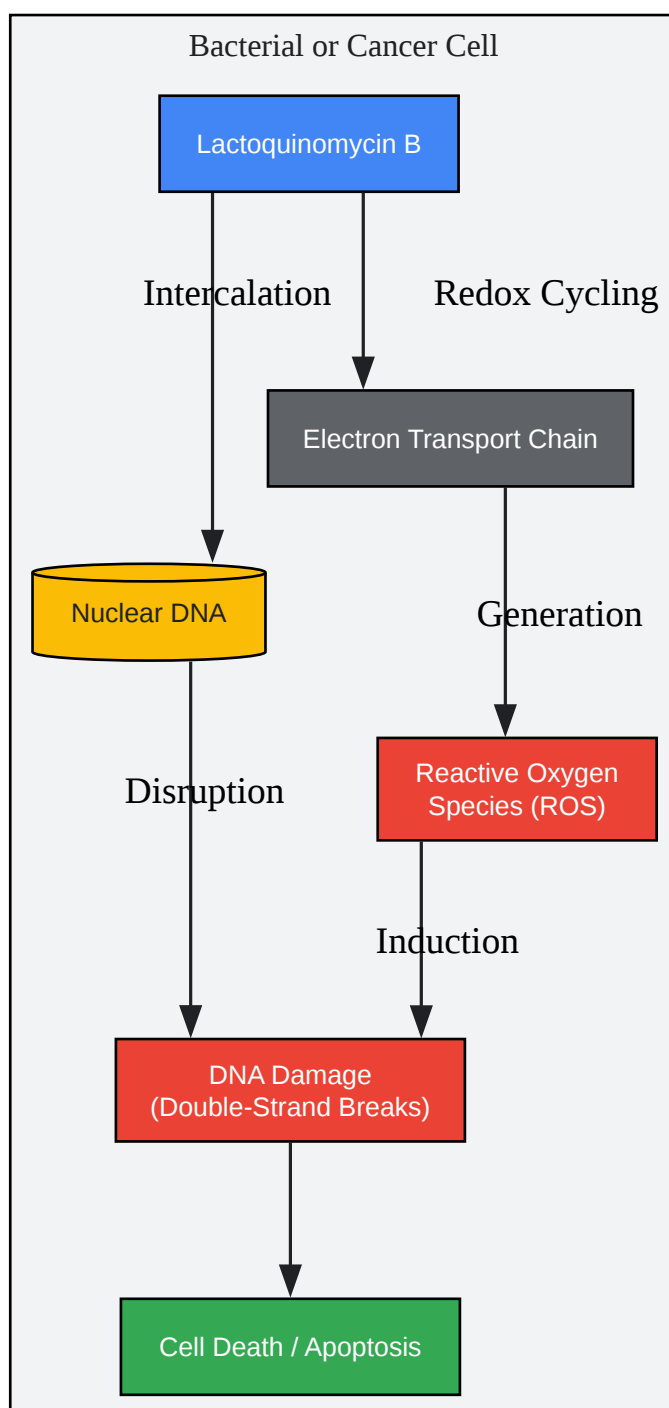 Bacterial or Cancer Cell
Lactoquinomycin B
Intercalation
Redox Cycling
Electron Transport Chain
Nuclear DNA
Generation
Reactive Oxygen
Species (ROS)
Disruption
Induction
DNA Damage
(Double-Strand Breaks)
Cell Death / Apoptosis